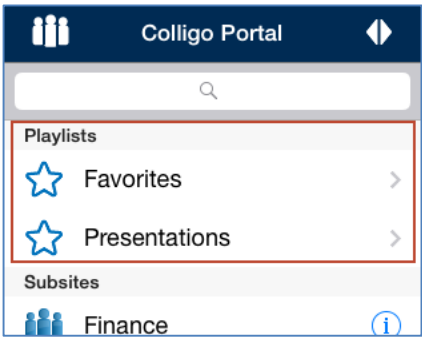 Colligo Portal
Playlists
Favorites
Presentations
Subsites
Finance